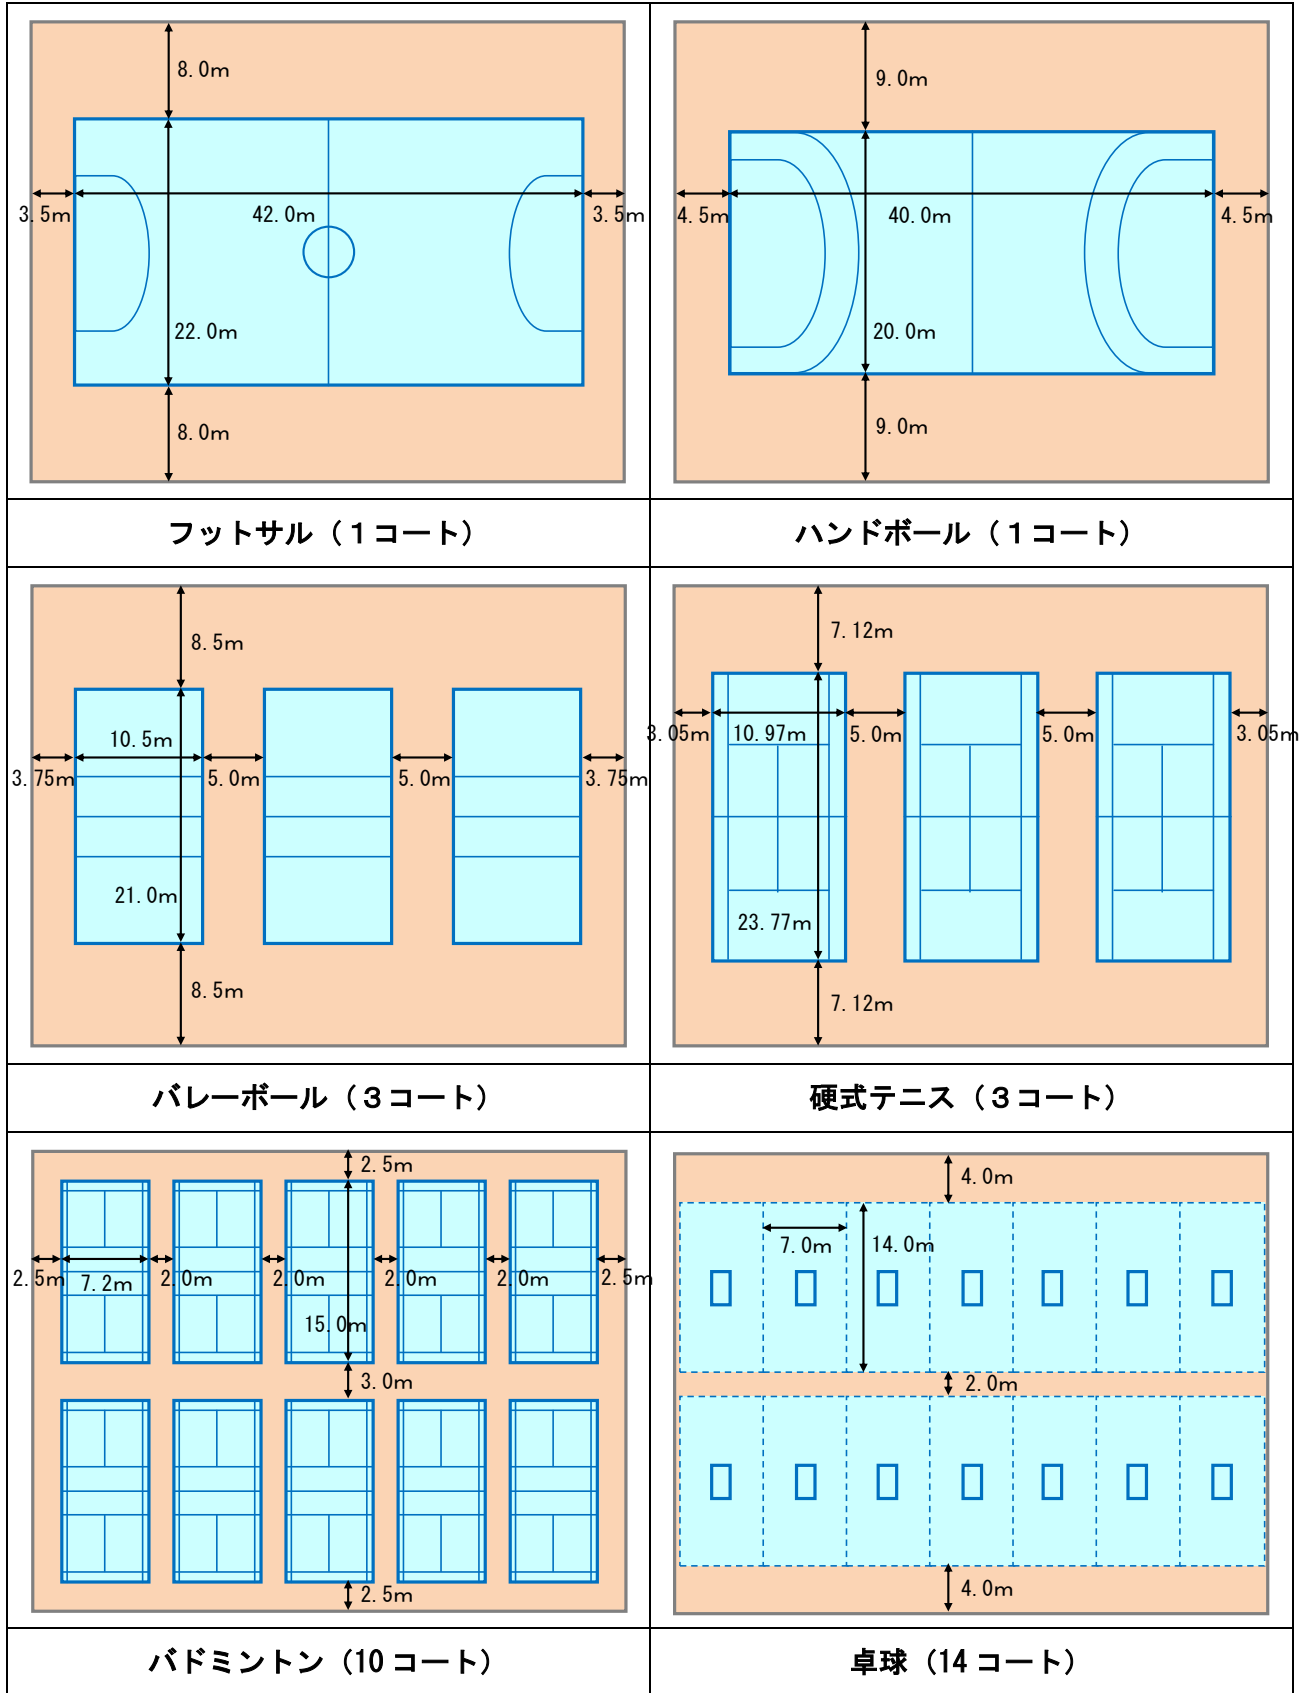 8.0m
3.5m
42.0m
3.5m
22.0m
8.0m
フットサル（１コート）
9.0m
4.5m
40.0m
4.5m
20.0m
9.0m
ハンドボール（１コート）
8.5m
10.5m
3.75m
5.0m
5.0m
3.75m
21.0m
8.5m
バレーボール（３コート）
7.12m
3.05m
10.97m
5.0m
5.0m
3.05m
23.77m
7.12m
硬式テニス（３コート）
2.5m
2.5m
7.2m
2.0m
2.0m
2.0m
2.0m
2.5m
15.0m
3.0m
2.5m
バドミントン（10 コート）
4.0m
7.0m
14.0m
2.0m
4.0m
卓球（14 コート）